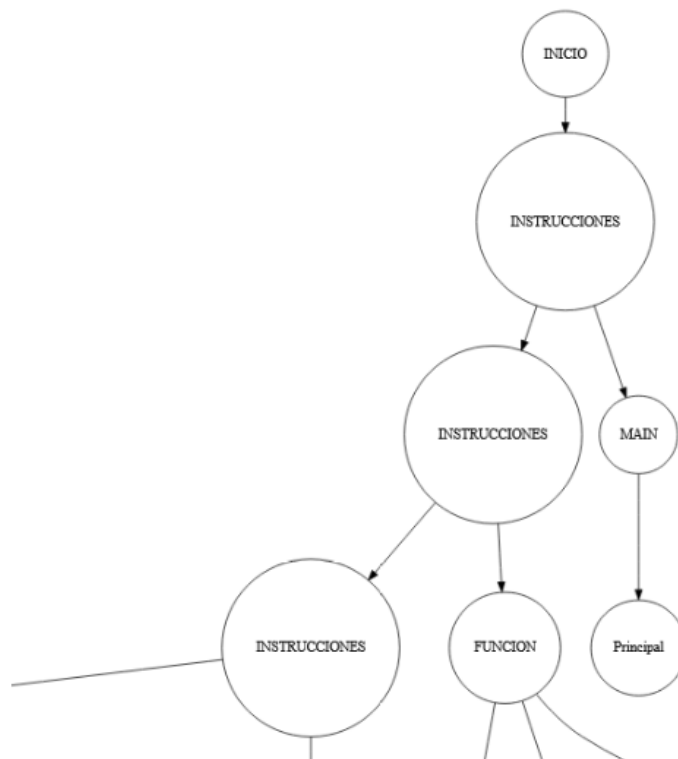 INICIO
INSTRUCCIONES
INSTRUCCIONES
MAIN
INSTRUCCIONES
FUNCION
Principal